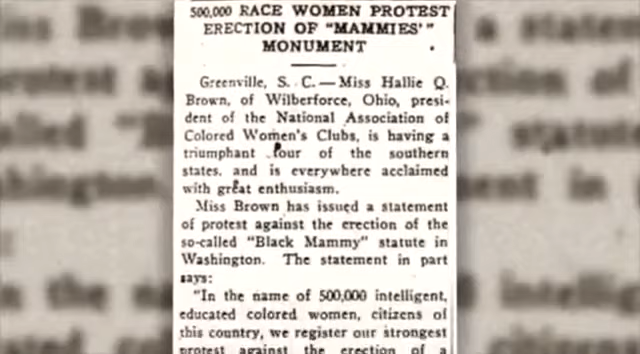 500,000 RACE WOMEN PROTEST
ERECTION OF "MAMMIES'"
MONUMENT
Greenville, S. C.—Miss Hallie Q.
Brown, of Wilberforce, Ohio, presi-
dent of the National Association of
Colored Women's Clubs, is having a
triumphant tour of the southern
states, and is everywhere acclaimed
with great enthusiasm.
Miss Brown has issued a statement
of protest against the erection of the
so-called "Black Mammy" statute in
Washington. The statement in part
says:
"In the name of 500,000 intelligent,
educated colored women, citizens of
this country, we register our strongest
protest against the erection of a